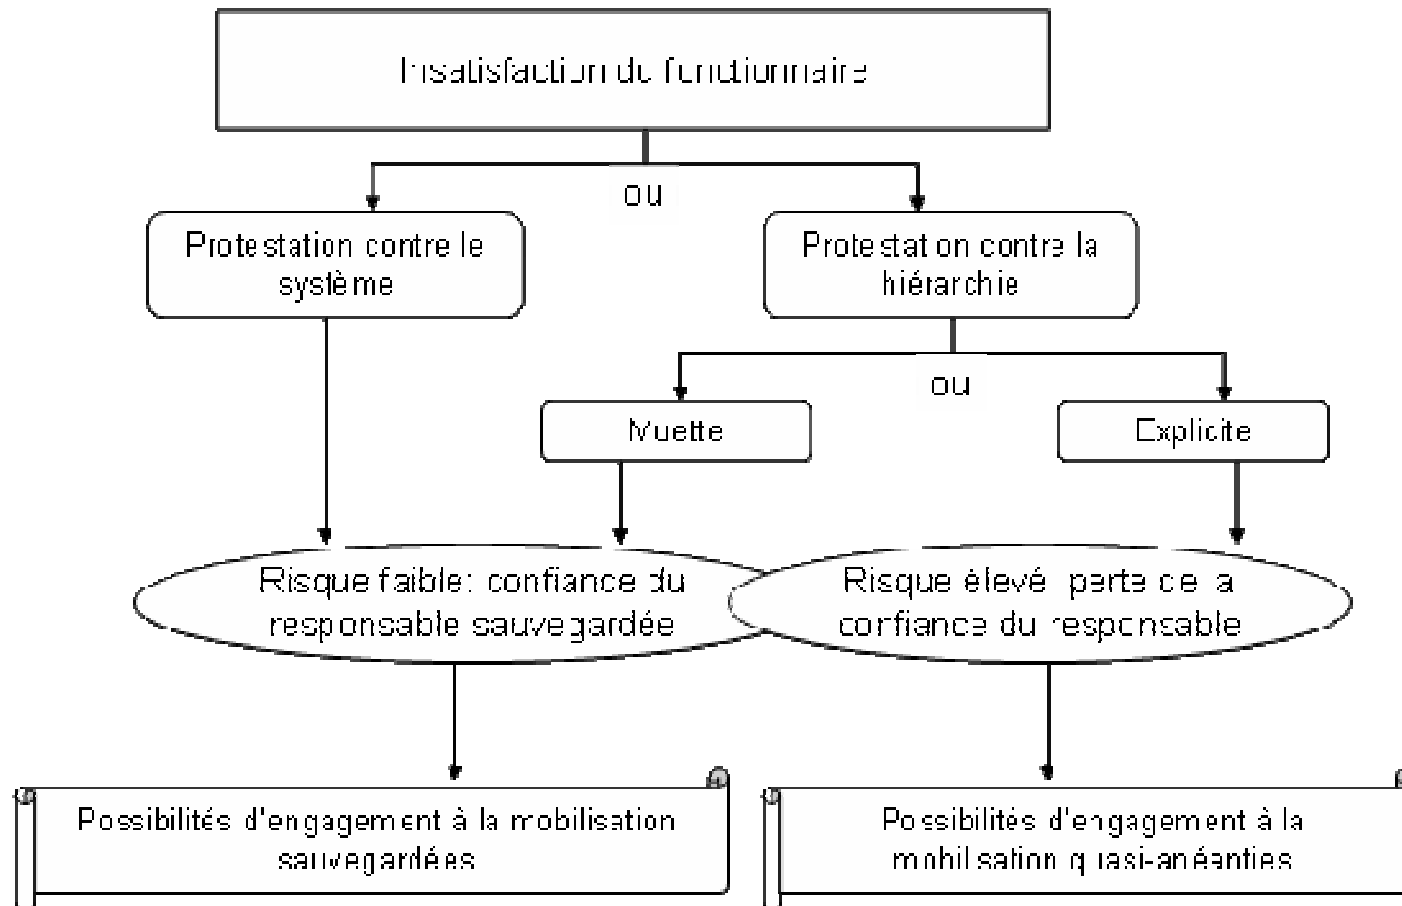 Insatisfaction du fonctionnaire
ou
Protestation contre le
système
Protestation contre la
hiérarchie
ou
Muette
Explicite
Risque faible: confiance du
responsable sauvegardée
Risque élevé perte de la
confiance du responsable
Possibilités d'engagement à la mobilisation
sauvegardées
Possibilités d'engagement à la
mobilisation quasi-anéanties